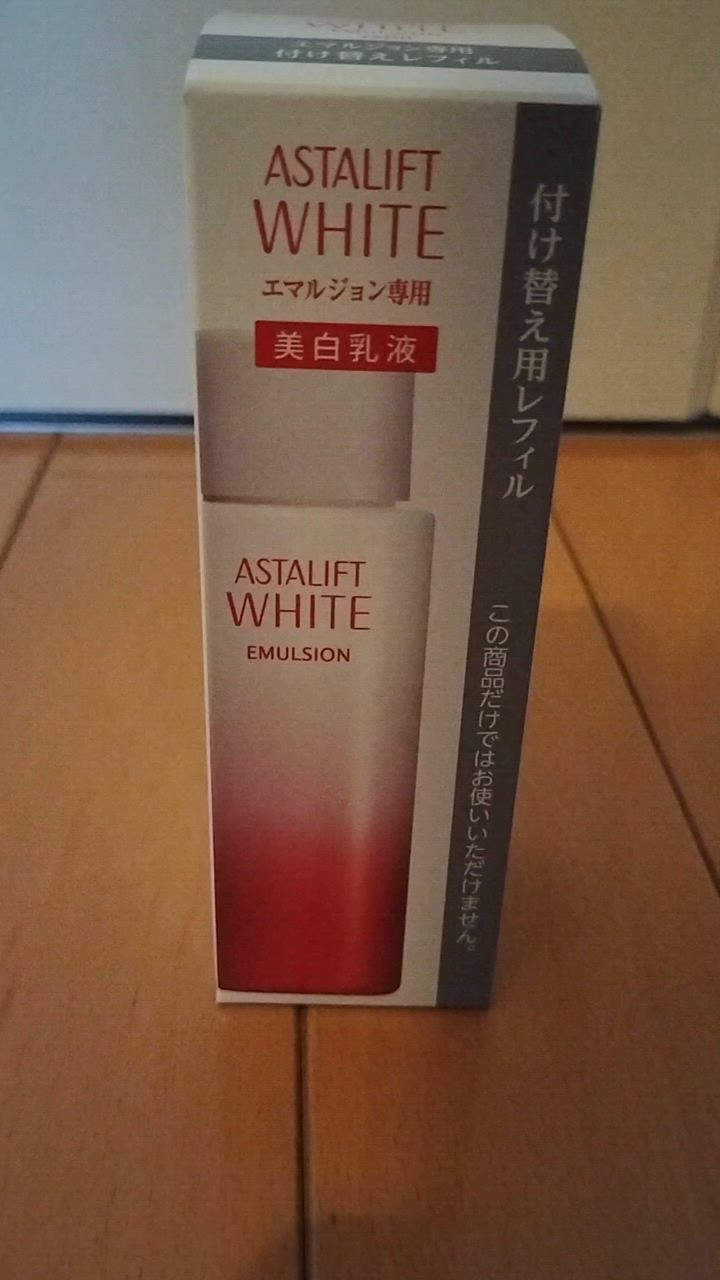 エマルジョン専用
付け替えレフィル
ASTALIFT
WHITE
エマルジョン専用
美白乳液
付け替え用レフィル
この商品だけではお使いいただけません。
ASTALIFT
WHITE
EMULSION